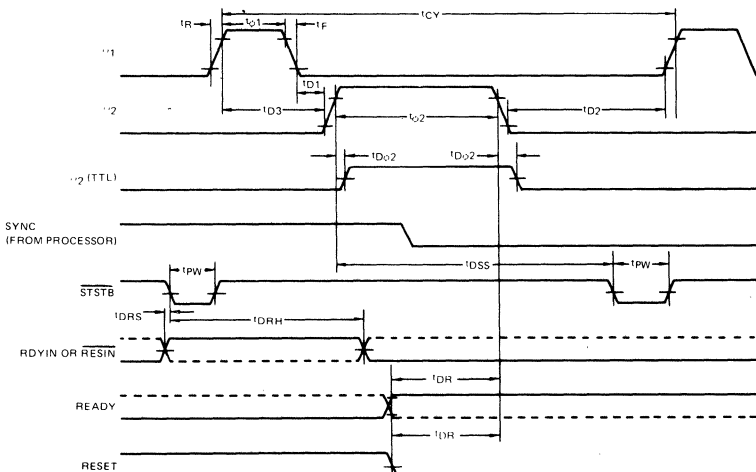 tR
tφ1
tF
tCY
tD1
tD3
tφ2
tD2
tDφ2
tDφ2
φ2 (TTL)
SYNC
(FROM PROCESSOR)
tDSS
tPW
tPW
STSTB
tDRS
tDRH
RDYIN OR RESIN
tDR
READY
tDR
RESET